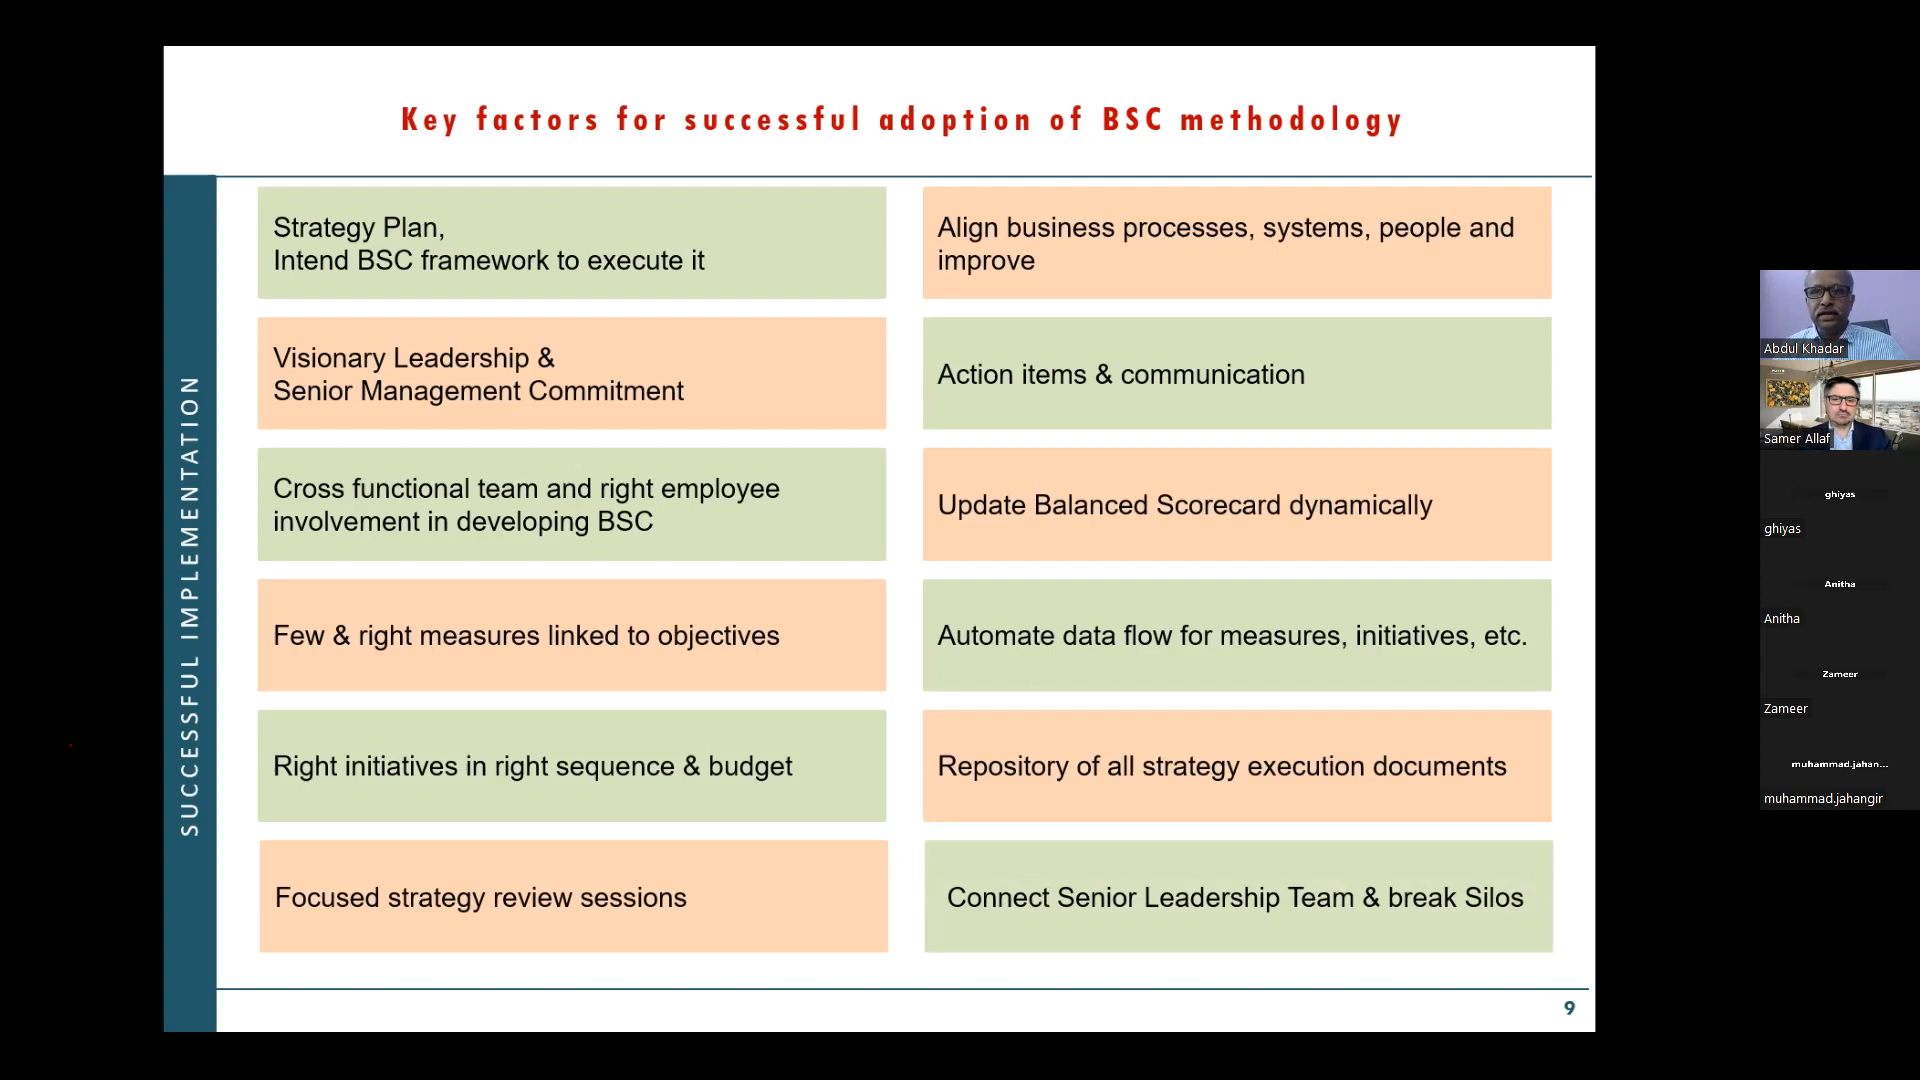 Key factors for successful adoption of BSC methodology
SUCCESSFUL IMPLEMENTATION
Strategy Plan,
Intend BSC framework to execute it
Visionary Leadership &
Senior Management Commitment
Cross functional team and right employee
involvement in developing BSC
Few & right measures linked to objectives
Right initiatives in right sequence & budget
Focused strategy review sessions
Align business processes, systems, people and
improve
Action items & communication
Update Balanced Scorecard dynamically
Automate data flow for measures, initiatives, etc.
Repository of all strategy execution documents
Connect Senior Leadership Team & break Silos
9
Abdul Khadar
Samer Allaf
ghiyas
ghiyas
Anitha
Anitha
Zameer
Zameer
muhammad.jahan...
muhammad.jahangir